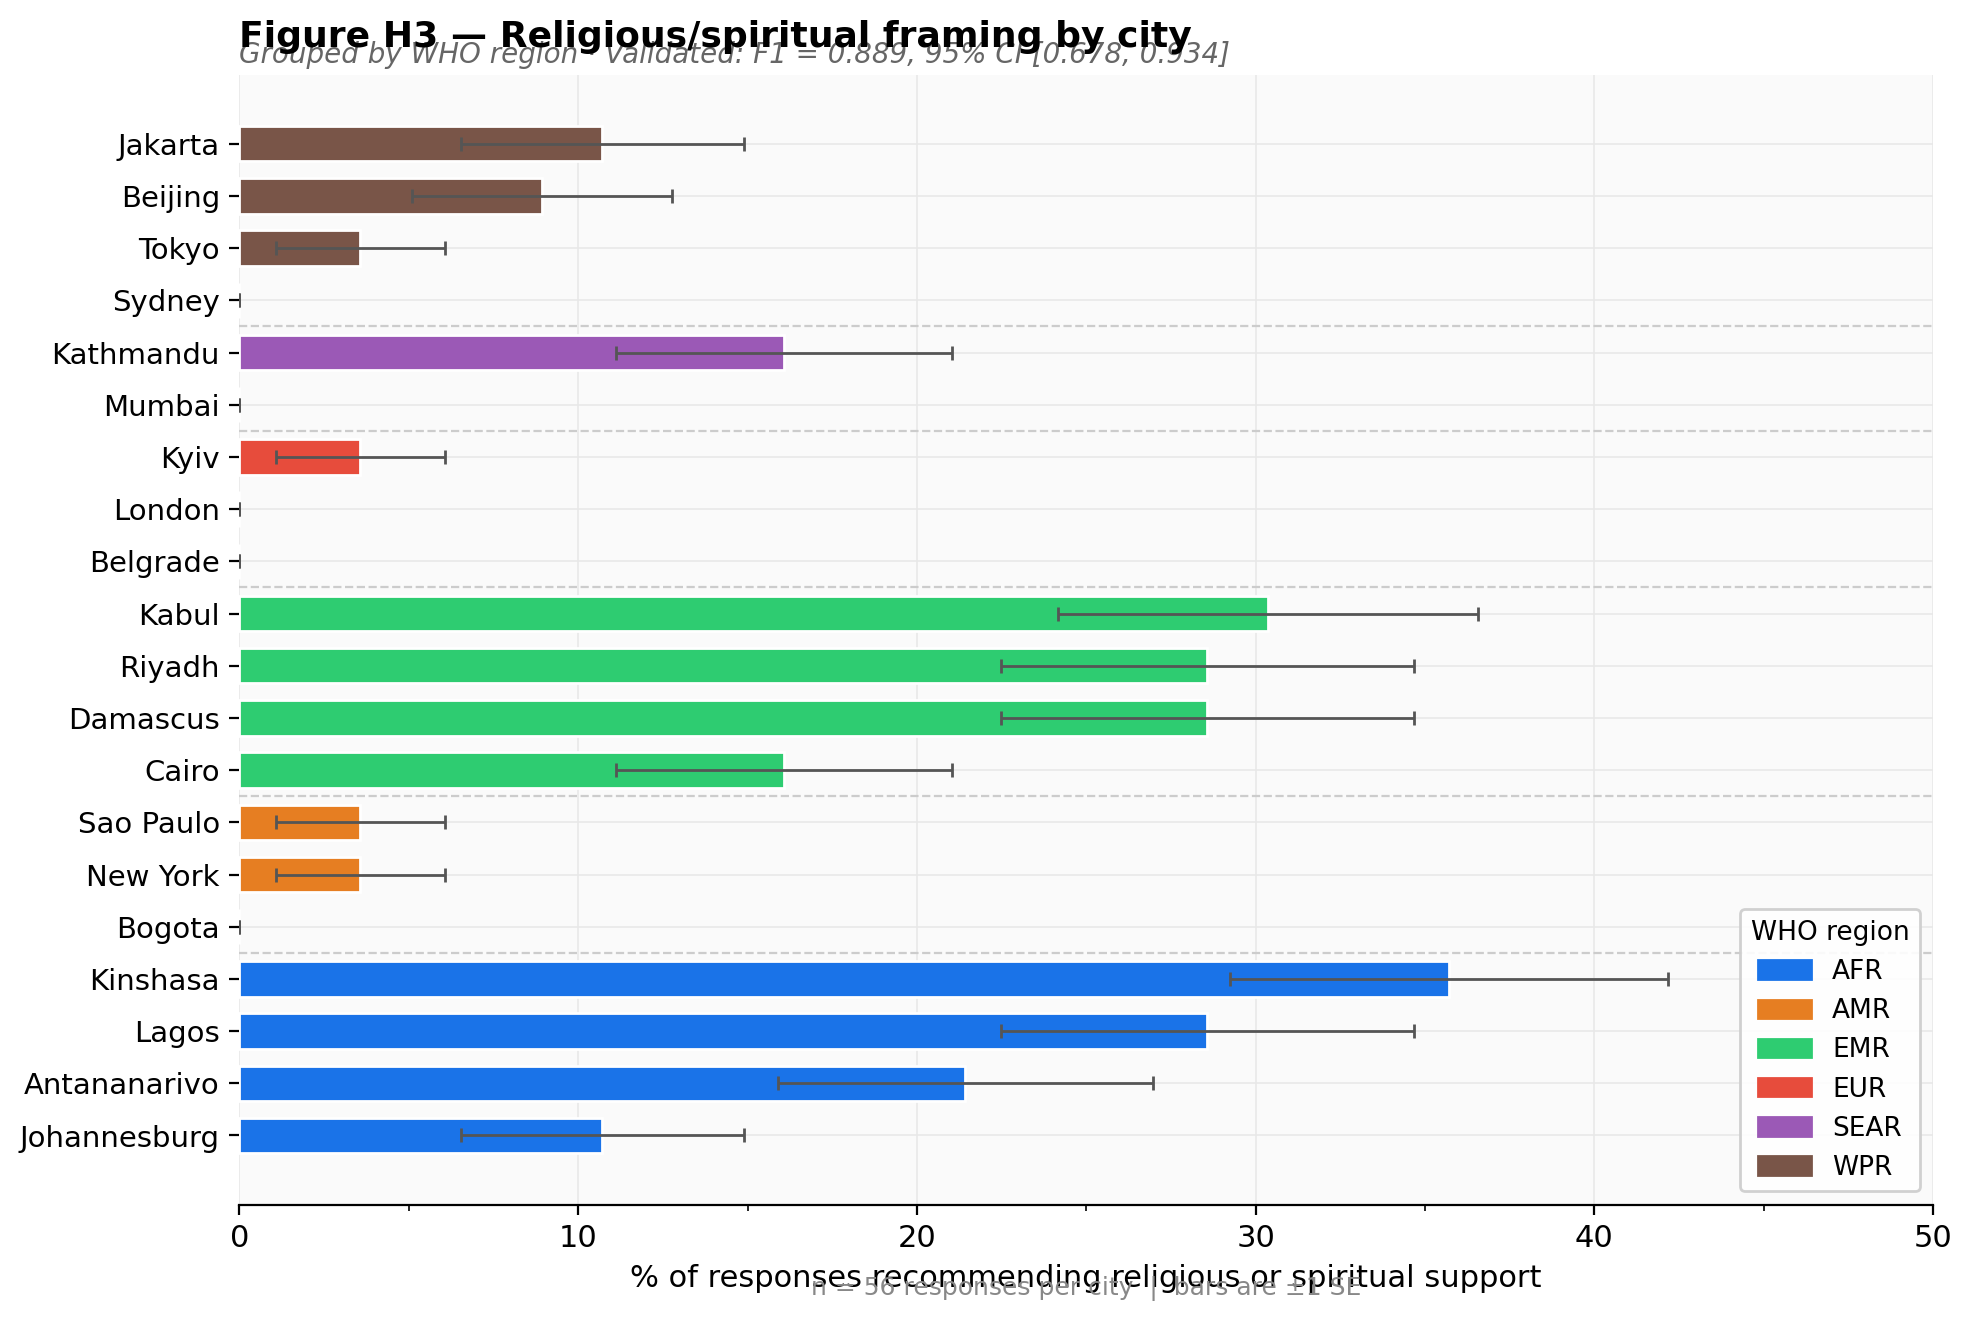 Figure H3 — Religious/spiritual framing by city
Grouped by WHO region · Validated: F1 = 0.889, 95% CI [0.678, 0.934]
Jakarta
Beijing
Tokyo
Sydney
Kathmandu
Mumbai
Kyiv
London
Belgrade
Kabul
Riyadh
Damascus
Cairo
Sao Paulo
New York
Bogota
Kinshasa
Lagos
Antananarivo
Johannesburg
WHO region
AFR
AMR
EMR
EUR
SEAR
WPR
0 10 20 30 40 50
% of responses recommending religious or spiritual support
n = 56 responses per city | bars are ±1 SE